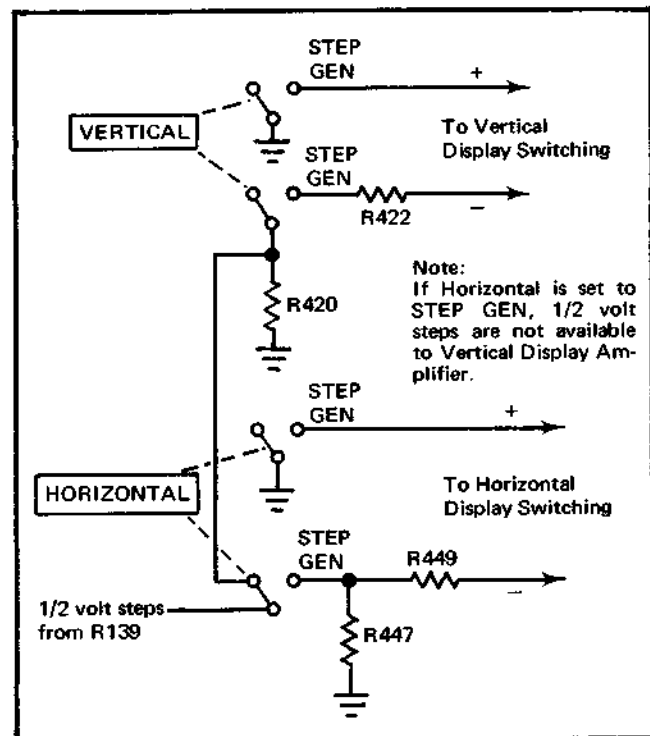 STEP
GEN
+
VERTICAL
To Vertical
Display Switching
STEP
GEN
R422
−
R420
Note:
If Horizontal is set to
STEP GEN, 1/2 volt
steps are not available
to Vertical Display Am-
plifier.
STEP
GEN
+
HORIZONTAL
To Horizontal
Display Switching
STEP
GEN
R449
−
1/2 volt steps
from R139
R447